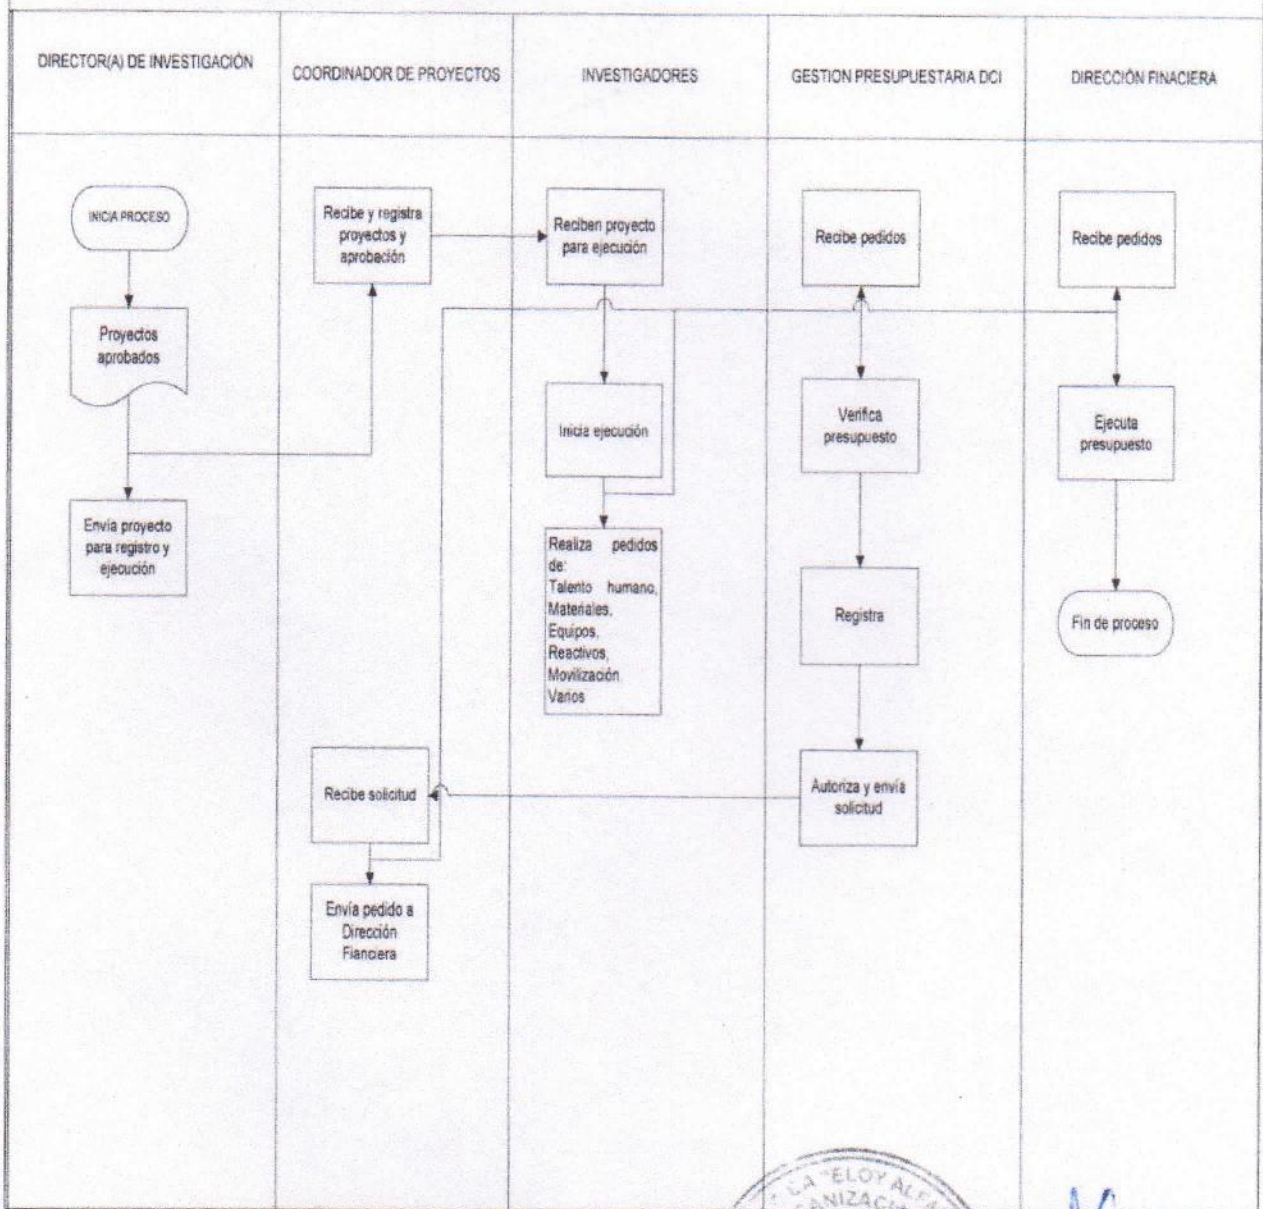 DIRECTOR(A) DE INVESTIGACIÓN
COORDINADOR DE PROYECTOS
INVESTIGADORES
GESTION PRESUPUESTARIA DCI
DIRECCIÓN FINACIERA
INICIA PROCESO
Proyectos
aprobados
Envía proyecto
para registro y
ejecución
Recibe y registra
proyectos y
aprobación
Recibe solicitud
Envía pedido a
Dirección
Fianciera
Reciben proyecto
para ejecución
Inicia ejecución
Realiza pedidos
de:
Talento humano,
Materiales,
Equipos,
Reactivos,
Movilización
Varios
Recibe pedidos
Verifica
presupuesto
Registra
Autoriza y envía
solicitud
Recibe pedidos
Ejecuta
presupuesto
Fin de proceso
"ELOY